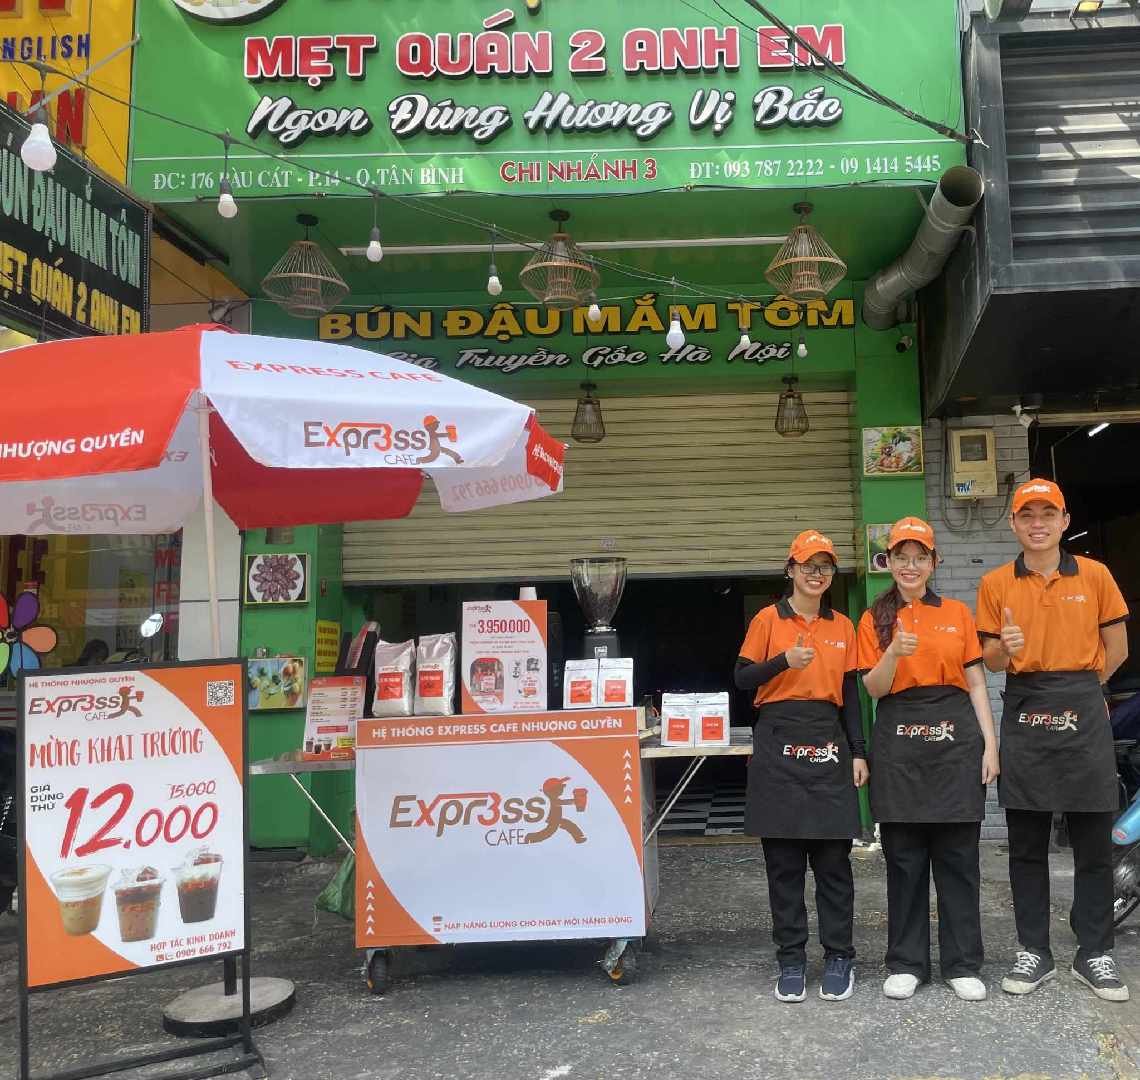 NGLISH
MẸT QUÁN 2 ANH EM
Ngon Đúng Hương Vị Bắc
ĐC: 176 BÀU CÁT - P.14 - Q.TÂN BÌNH
CHI NHÁNH 3
ĐT: 093 787 2222 - 09 1414 5445
BÚN ĐẬU MẮM TÔM
MẸT QUÁN 2 ANH EM
BÚN ĐẬU MẮM TÔM
Gia Truyền Gốc Hà Nội
EXPRESS CAFE
NHƯỢNG QUYỀN
Expr3ss
CAFE
0909 666 792
HỆ THỐNG NHƯỢNG QUYỀN
Expr3ss
CAFE
MỪNG KHAI TRƯƠNG
GIÁ
DÙNG
THỬ
15.000
12.000
HỢP TÁC KINH DOANH
0909 666 792
Expr3ss
3.950.000
HỆ THỐNG EXPRESS CAFE NHƯỢNG QUYỀN
Expr3ss
CAFE
NẠP NĂNG LƯỢNG CHO NGÀY MỚI NĂNG ĐỘNG
Expr3ss
CAFE
Expr3ss
CAFE
Expr3ss
CAFE